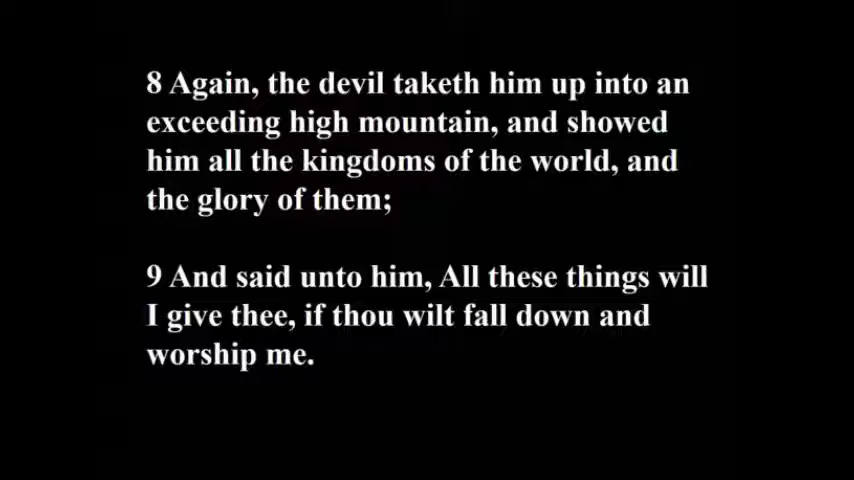 8 Again, the devil taketh him up into an
exceeding high mountain, and showed
him all the kingdoms of the world, and
the glory of them;
9 And said unto him, All these things will
I give thee, if thou wilt fall down and
worship me.